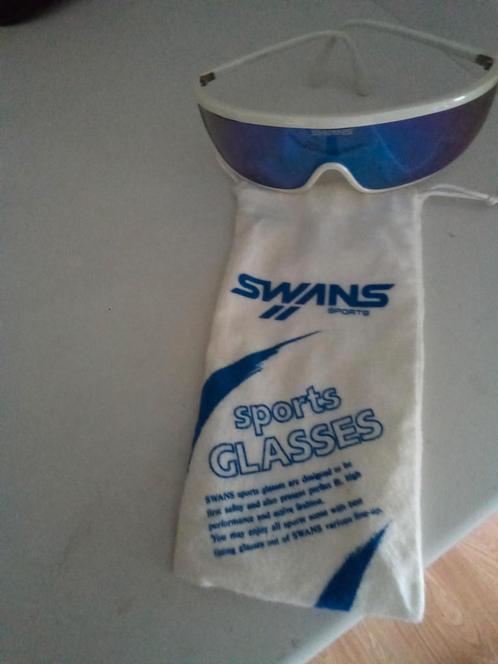 SWANS
SWANS
SPORTS
sports
GLASSES
SWANS sports glasses are designed to be
first safety and also present perfect fit, high
performance and active feeling.
You may enjoy all sports scene with best
fitting glasses out of SWANS various line-up.